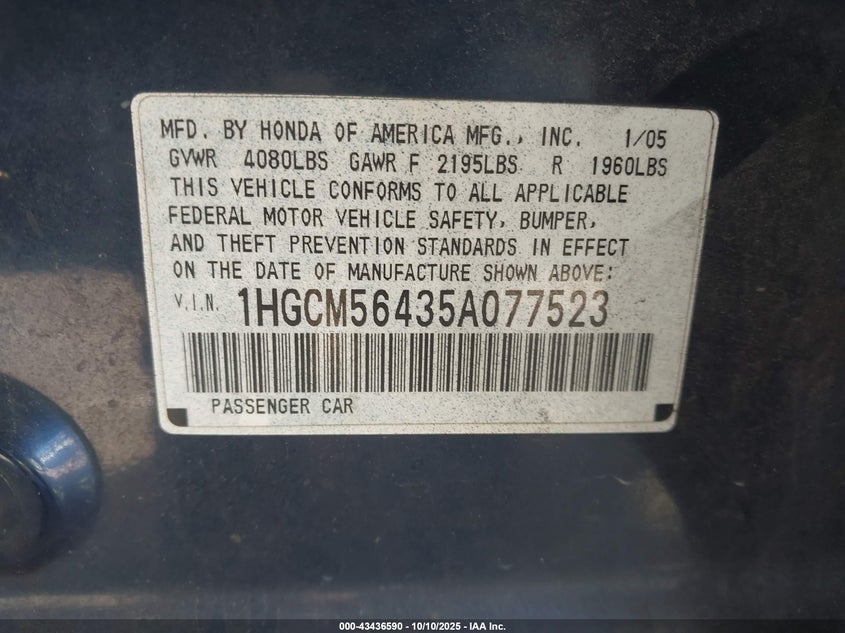 MFD. BY HONDA OF AMERICA MFG., INC. 1/05
GVWR 4080LBS GAWR F 2195LBS R 1960LBS
THIS VEHICLE CONFORMS TO ALL APPLICABLE
FEDERAL MOTOR VEHICLE SAFETY, BUMPER,
AND THEFT PREVENTION STANDARDS IN EFFECT
ON THE DATE OF MANUFACTURE SHOWN ABOVE:
V.I.N. 1HGCM56435A077523
PASSENGER CAR
000-43436590 - 10/10/2025 - IAA Inc.